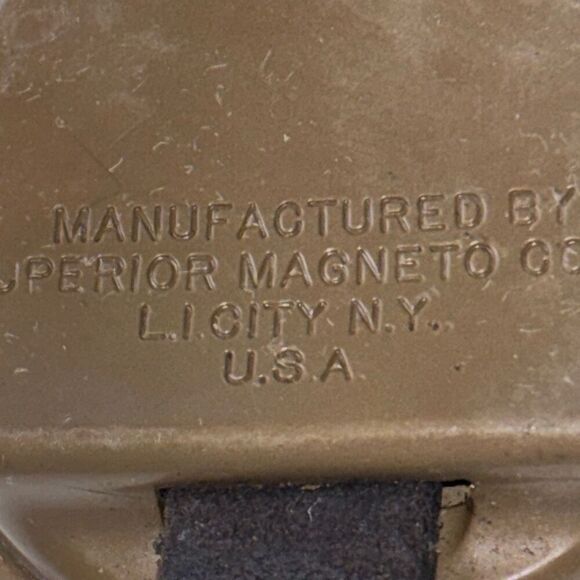 MANUFACTURED BY
UPERIOR MAGNETO CO
L.I.CITY N.Y.
U.S.A.